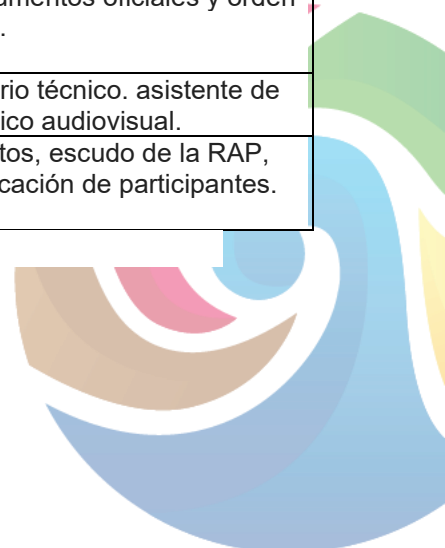 umentos oficiales y orden
.
rio técnico. asistente de
ico audiovisual.
tos, escudo de la RAP,
cación de participantes.